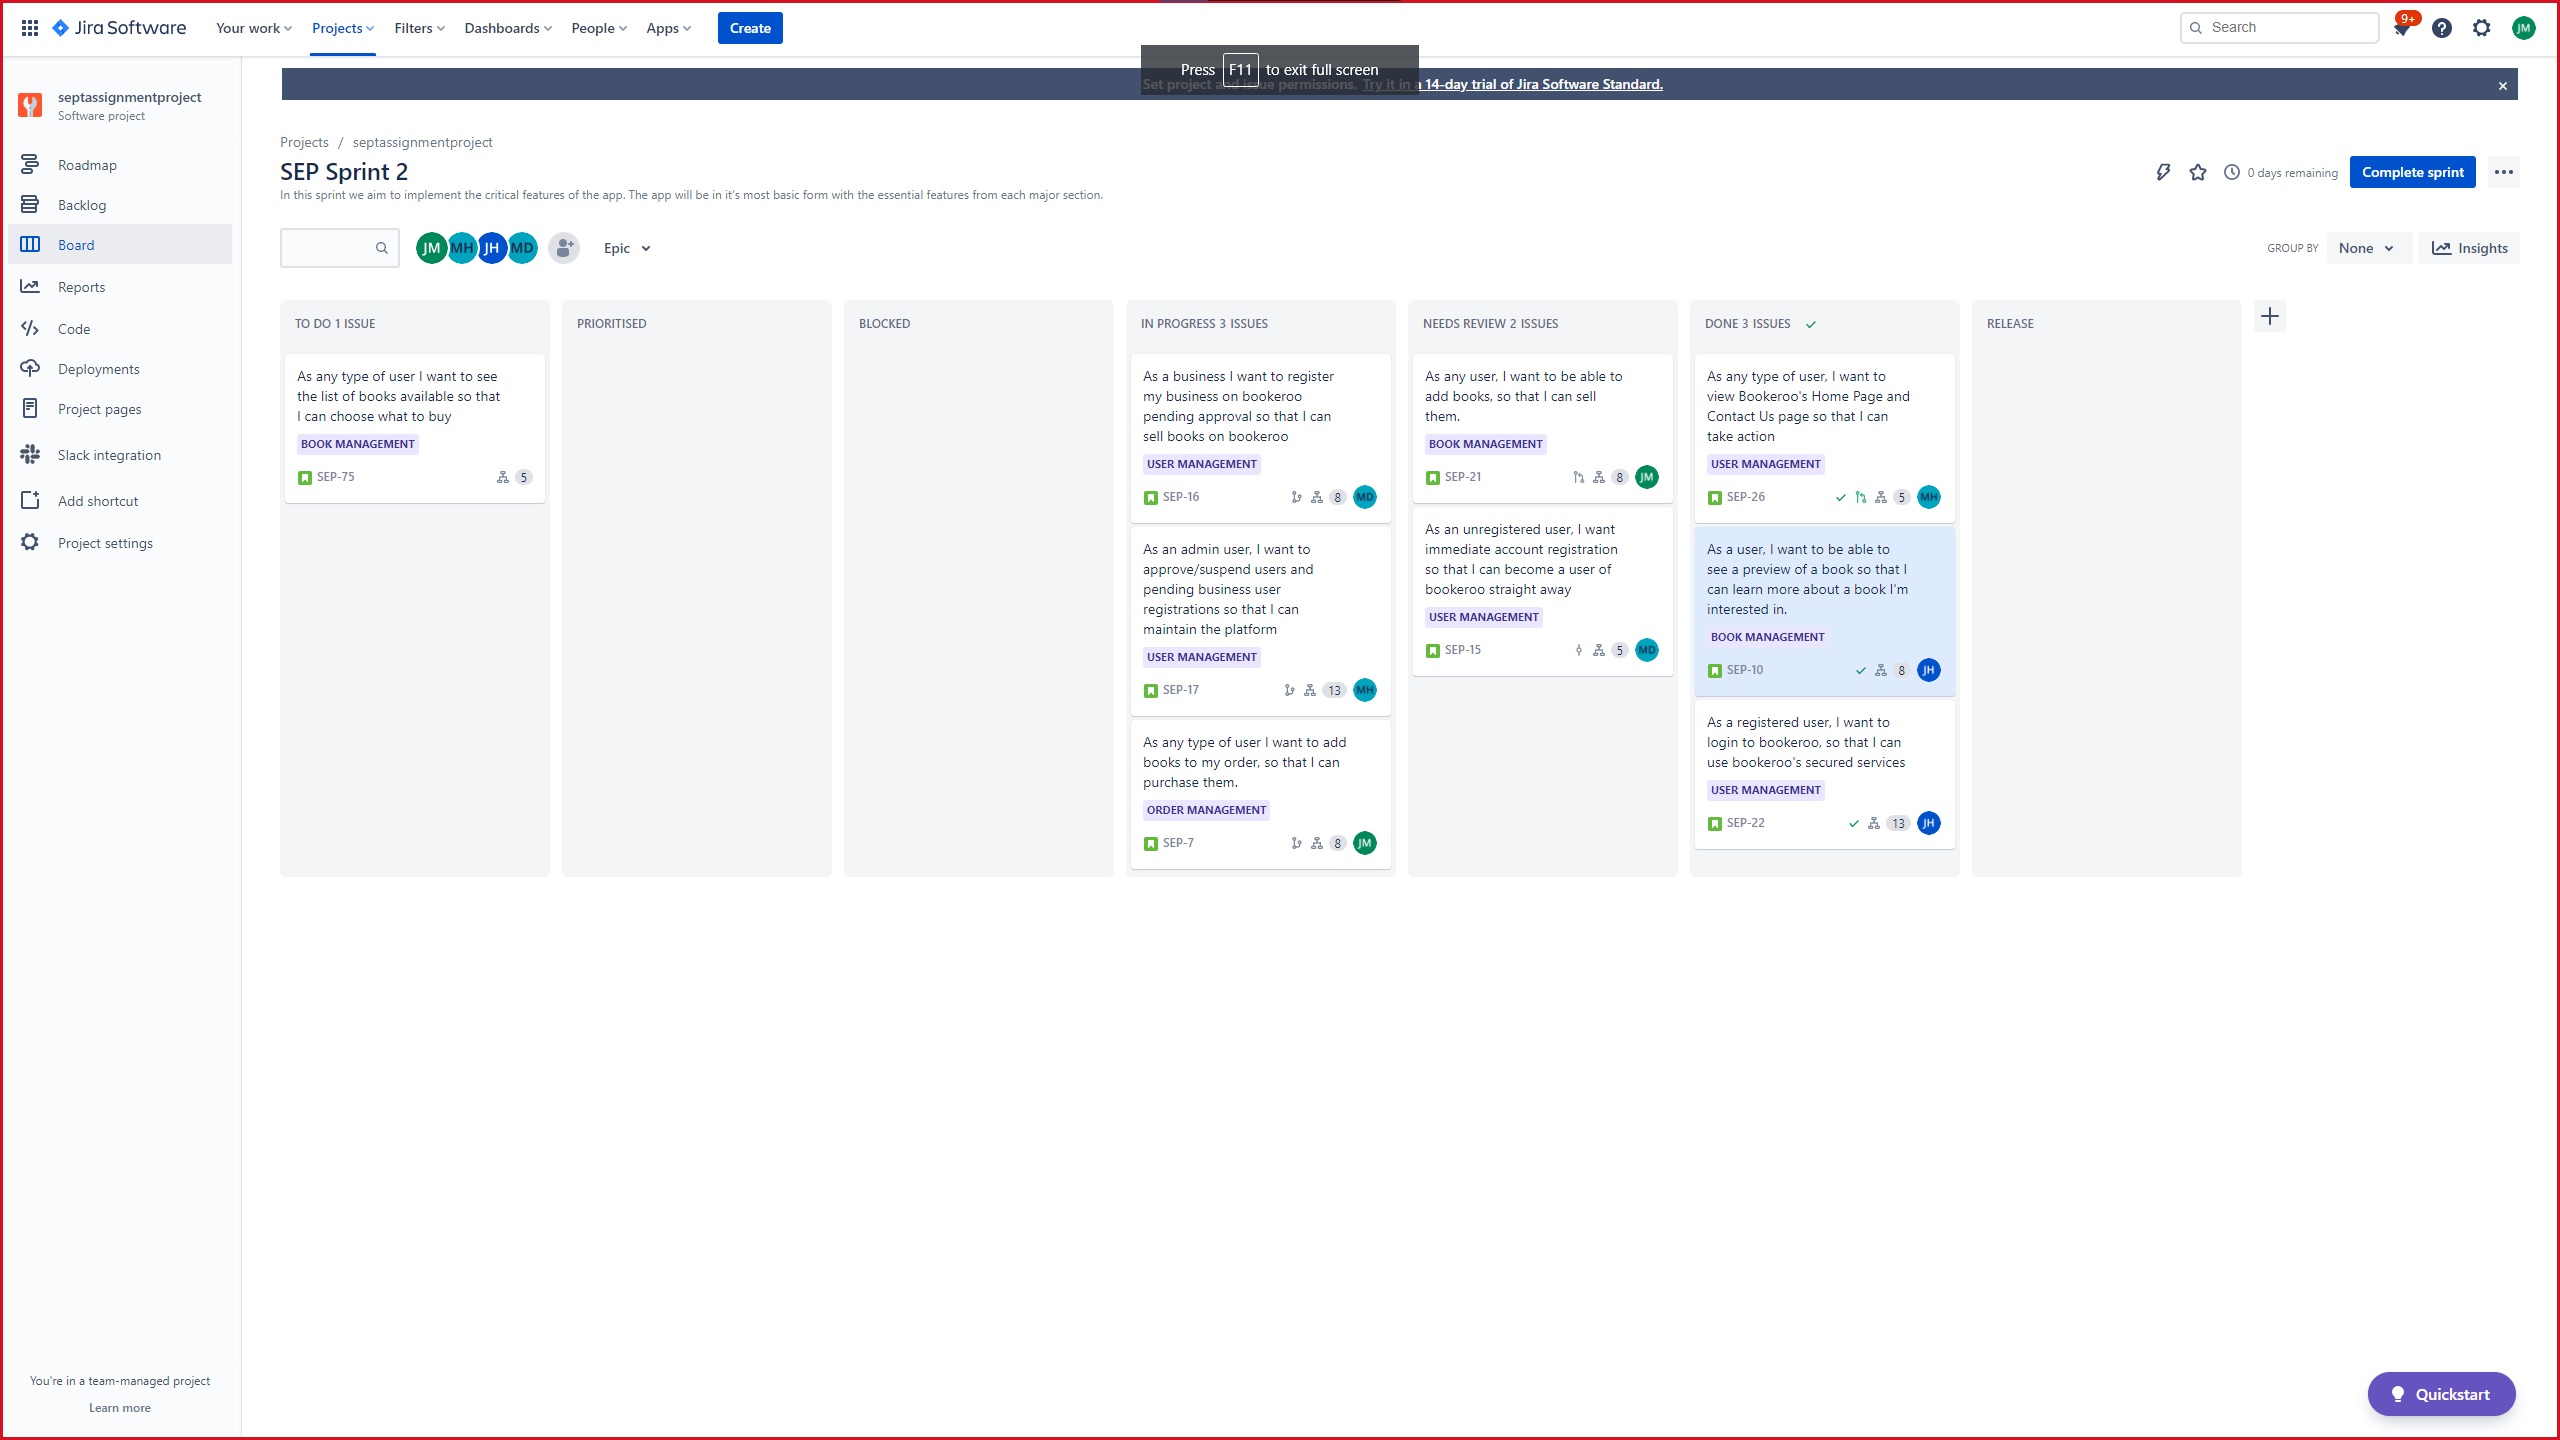 Jira Software
Your work
Projects
Filters
Dashboards
People
Apps
Create
Search
9+
JM
Press F11 to exit full screen
Set project and issue permissions. Try it in a 14-day trial of Jira Software Standard.
septassignmentproject
Software project
Roadmap
Backlog
Board
Reports
Code
Deployments
Project pages
Slack integration
Add shortcut
Project settings
You're in a team-managed project
Learn more
Projects / septassignmentproject
SEP Sprint 2
In this sprint we aim to implement the critical features of the app. The app will be in it's most basic form with the essential features from each major section.
0 days remaining
Complete sprint
JM MH JH MD
Epic
GROUP BY
None
Insights
TO DO 1 ISSUE
As any type of user I want to see
the list of books available so that
I can choose what to buy
BOOK MANAGEMENT
SEP-75 5
PRIORITISED
BLOCKED
IN PROGRESS 3 ISSUES
As a business I want to register
my business on bookeroo
pending approval so that I can
sell books on bookeroo
USER MANAGEMENT
SEP-16 8 MD
As an admin user, I want to
approve/suspend users and
pending business user
registrations so that I can
maintain the platform
USER MANAGEMENT
SEP-17 13 MH
As any type of user I want to add
books to my order, so that I can
purchase them.
ORDER MANAGEMENT
SEP-7 8 JM
NEEDS REVIEW 2 ISSUES
As any user, I want to be able to
add books, so that I can sell
them.
BOOK MANAGEMENT
SEP-21 8 JM
As an unregistered user, I want
immediate account registration
so that I can become a user of
bookeroo straight away
USER MANAGEMENT
SEP-15 5 MD
DONE 3 ISSUES
As any type of user, I want to
view Bookeroo's Home Page and
Contact Us page so that I can
take action
USER MANAGEMENT
SEP-26 5 MH
As a user, I want to be able to
see a preview of a book so that I
can learn more about a book I'm
interested in.
BOOK MANAGEMENT
SEP-10 8 JH
As a registered user, I want to
login to bookeroo, so that I can
use bookeroo's secured services
USER MANAGEMENT
SEP-22 13 JH
RELEASE
Quickstart